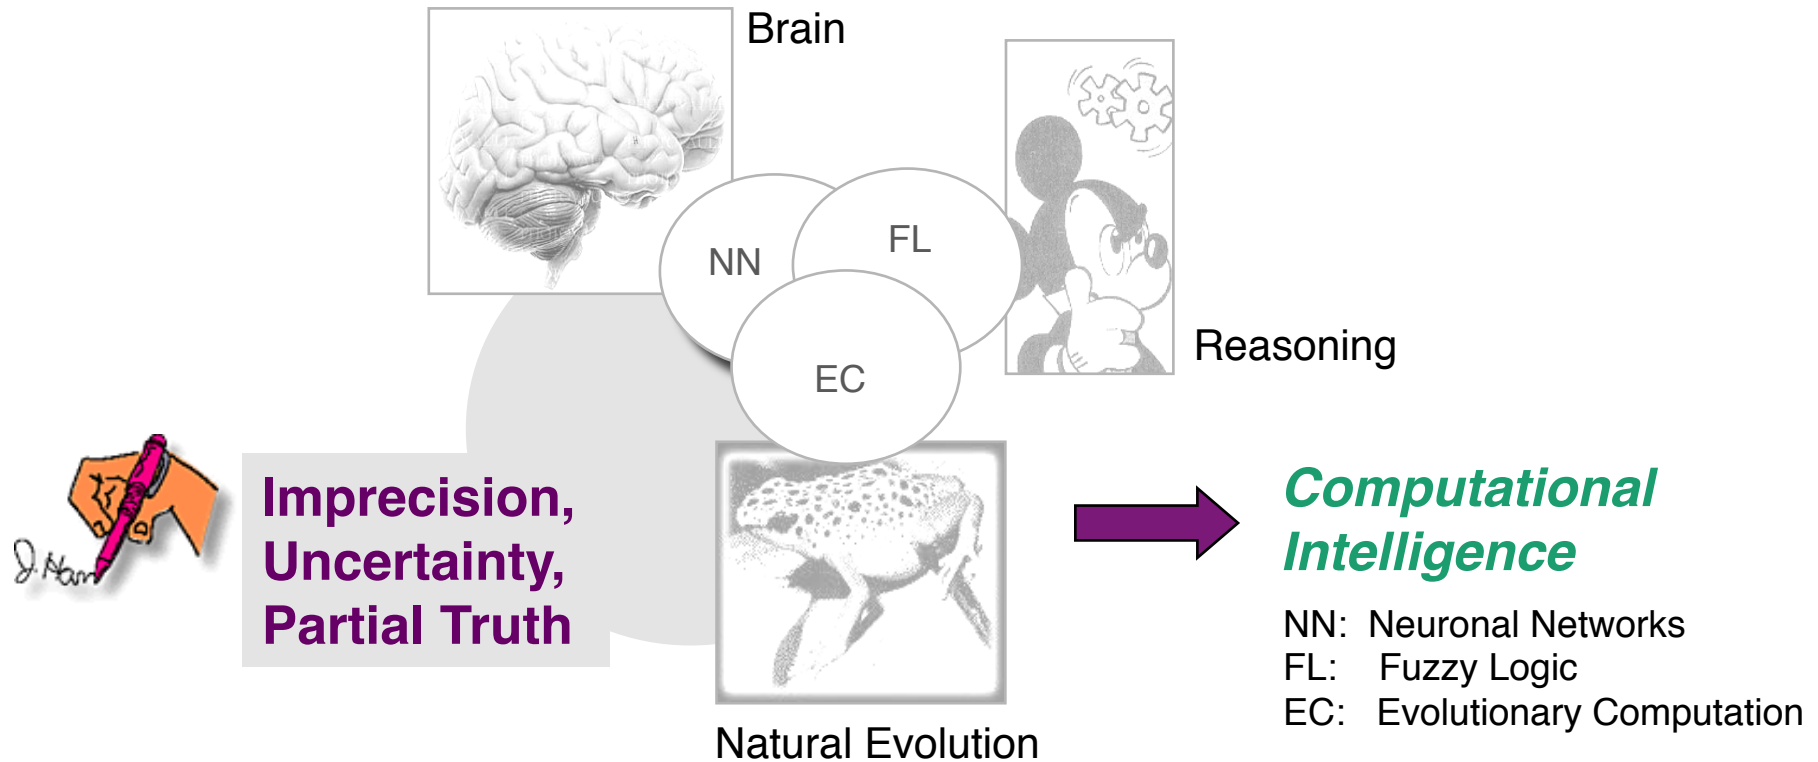 Brain
NN
FL
EC
Reasoning
J. Han
Imprecision,
Uncertainty,
Partial Truth
Natural Evolution
Computational
Intelligence
NN: Neuronal Networks
FL: Fuzzy Logic
EC: Evolutionary Computation